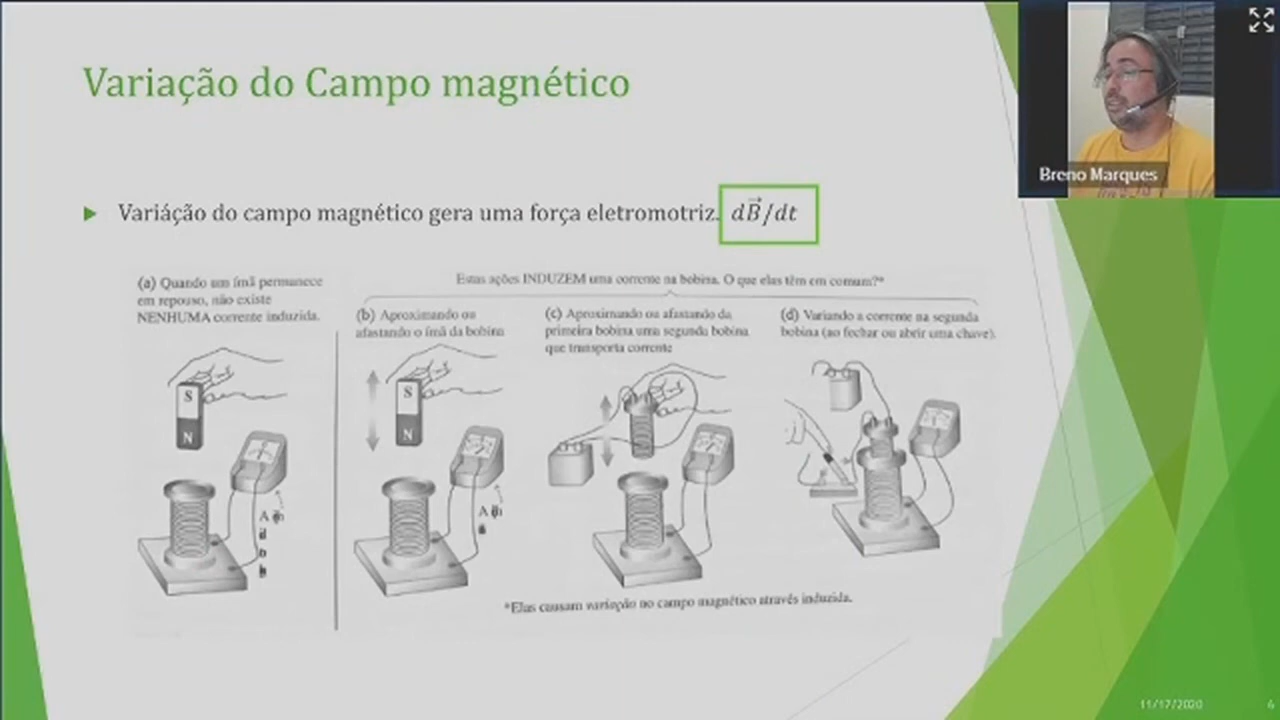 Variação do Campo magnético
Breno Marques
Variáção do campo magnético gera uma força eletromotriz. dB⃗/dt
(a) Quando um ímã permanece
em repouso, não existe
NENHUMA corrente induzida.
Estas ações INDUZEM uma corrente na bobina. O que elas têm em comum?*
(b) Aproximando ou
afastando o ímã da bobina
(c) Aproximando ou afastando da
primeira bobina uma segunda bobina
que transporta corrente
(d) Variando a corrente na segunda
bobina (ao fechar ou abrir uma chave).
S
N
S
N
*Elas causam variação no campo magnético através induzida.
11/17/2020
6